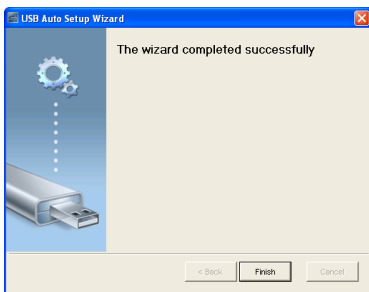 USB Auto Setup Wizard
The wizard completed successfully
< Back Finish Cancel